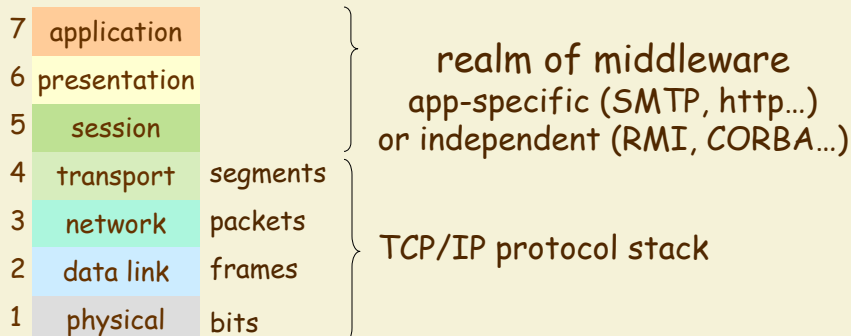 7 application
6 presentation
5 session
4 transport segments
3 network packets
2 data link frames
1 physical bits
realm of middleware
app-specific (SMTP, http…)
or independent (RMI, CORBA…)
TCP/IP protocol stack